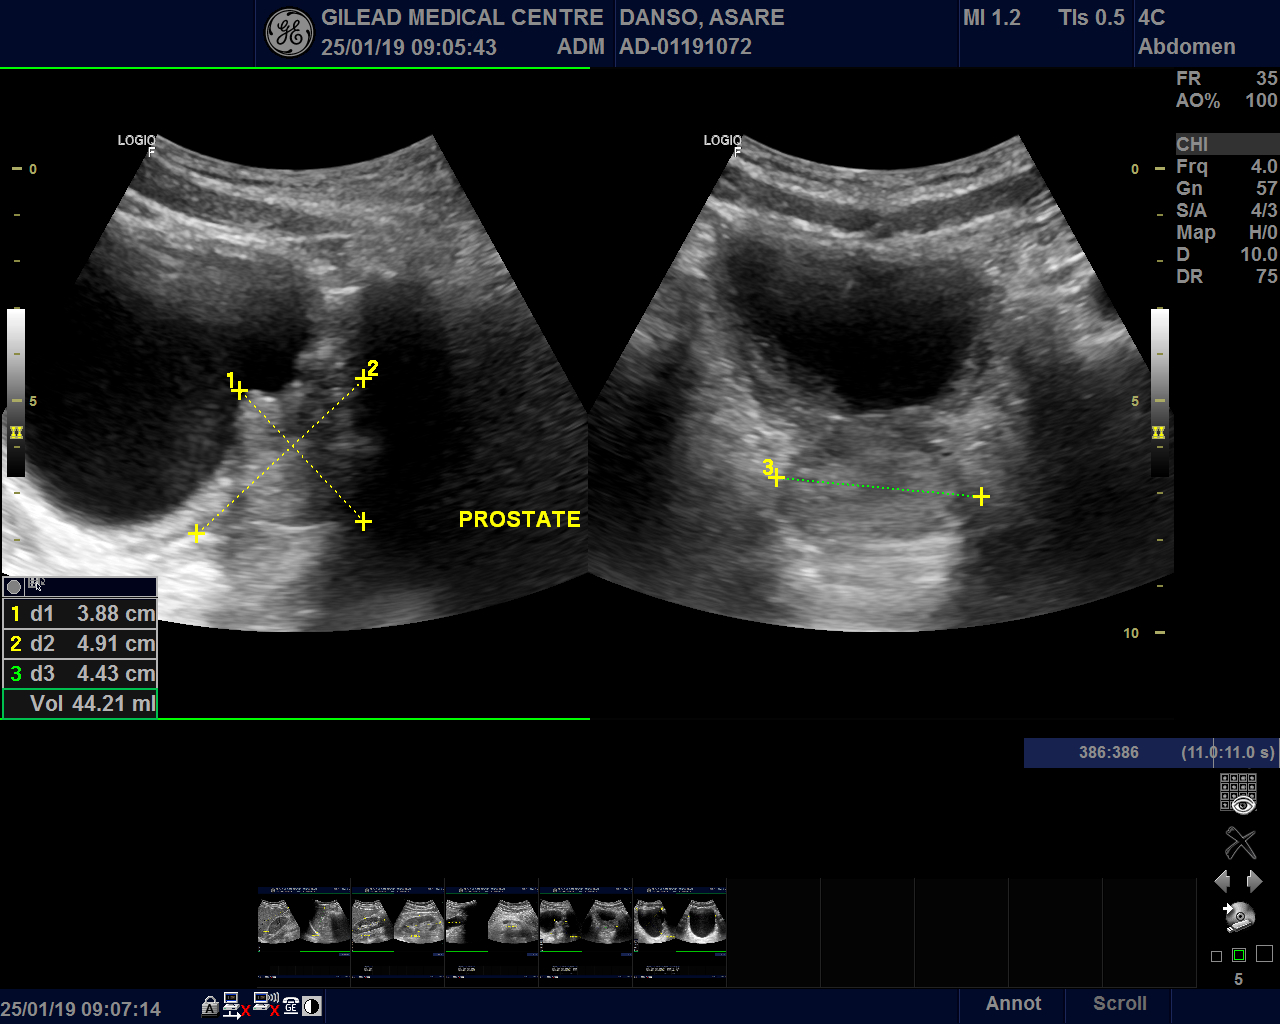 GILEAD MEDICAL CENTRE
25/01/19 09:05:43 ADM
DANSO, ASARE
AD-01191072
MI 1.2 TIs 0.5
4C
Abdomen
FR 35
AO% 100
CHI
Frq 4.0
Gn 57
S/A 4/3
Map H/0
D 10.0
DR 75
LOGIQ
F
0
5
1
2
PROSTATE
LOGIQ
F
0
5
10
3
1 d1 3.88 cm
2 d2 4.91 cm
3 d3 4.43 cm
Vol 44.21 ml
386:386 (11.0:11.0 s)
5
25/01/19 09:07:14
Annot
Scroll